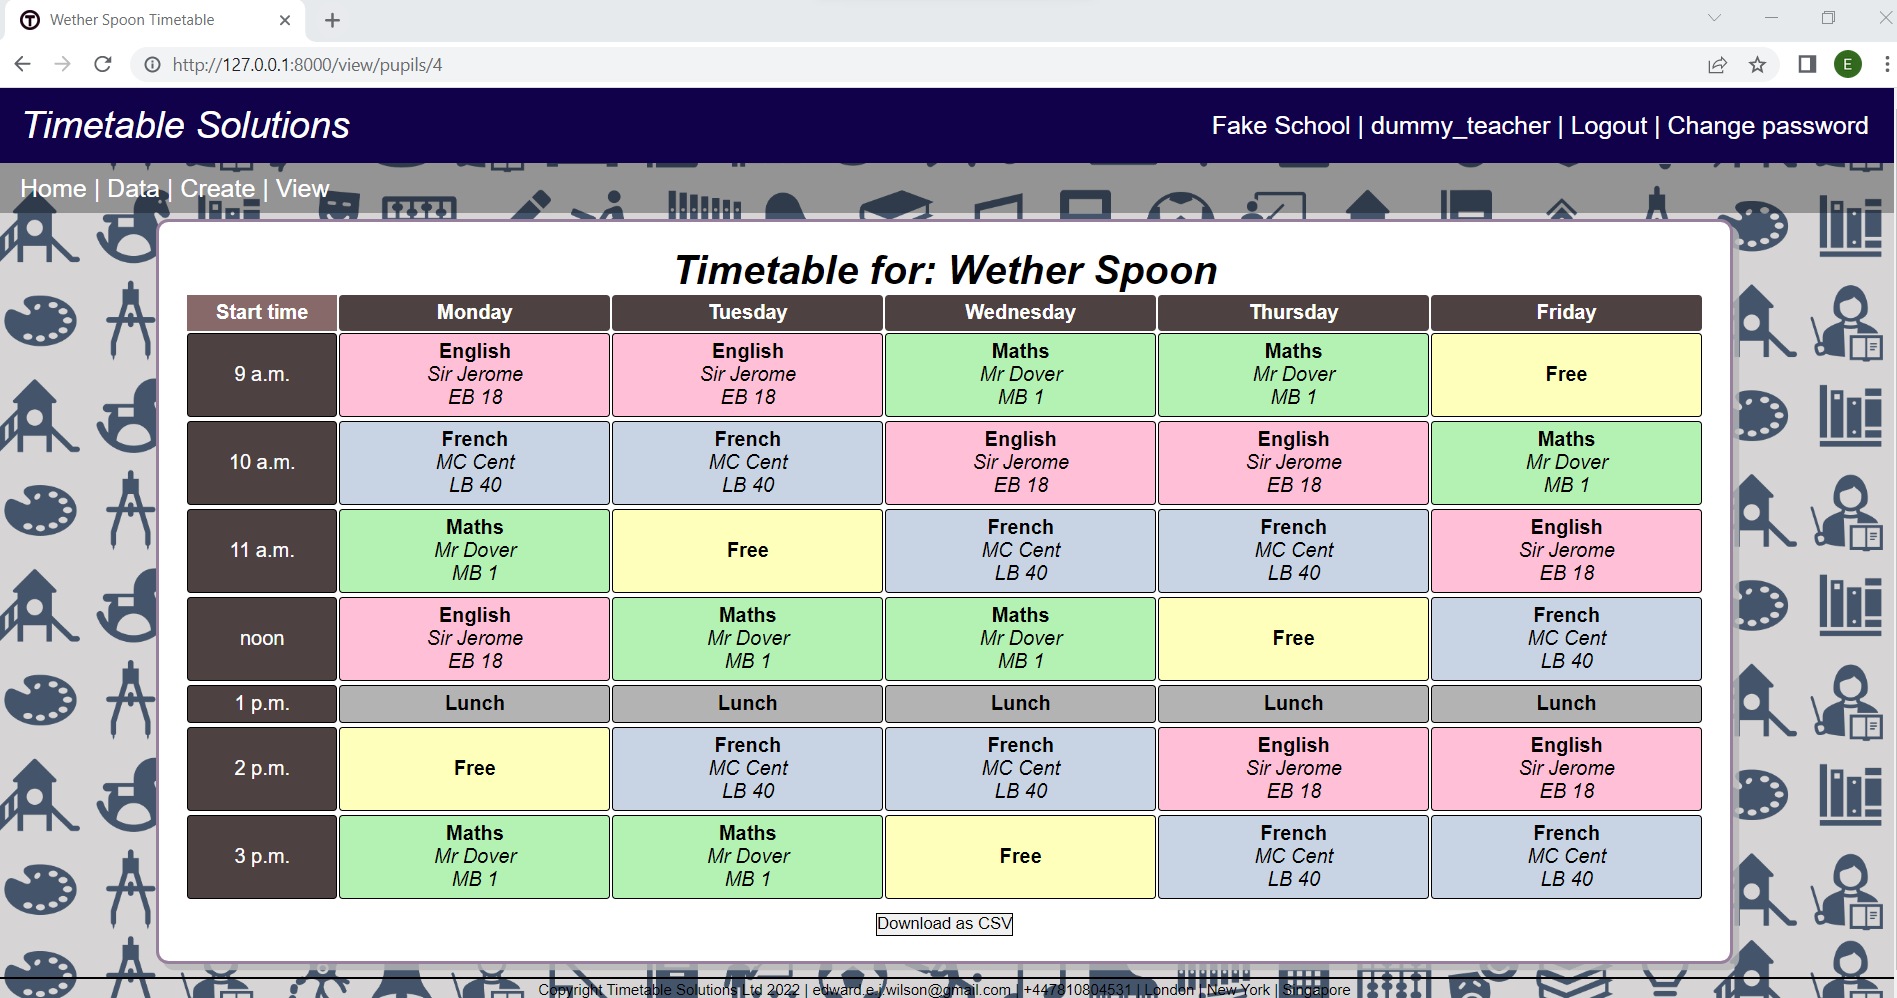 Wether Spoon Timetable
http://127.0.0.1:8000/view/pupils/4
E
Timetable Solutions
Fake School | dummy_teacher | Logout | Change password
Home | Data | Create | View
Timetable for: Wether Spoon
Start time Monday Tuesday Wednesday Thursday Friday
9 a.m.
English
Sir Jerome
EB 18
English
Sir Jerome
EB 18
Maths
Mr Dover
MB 1
Maths
Mr Dover
MB 1
Free
10 a.m.
French
MC Cent
LB 40
French
MC Cent
LB 40
English
Sir Jerome
EB 18
English
Sir Jerome
EB 18
Maths
Mr Dover
MB 1
11 a.m.
Maths
Mr Dover
MB 1
Free
French
MC Cent
LB 40
French
MC Cent
LB 40
English
Sir Jerome
EB 18
noon
English
Sir Jerome
EB 18
Maths
Mr Dover
MB 1
Maths
Mr Dover
MB 1
Free
French
MC Cent
LB 40
1 p.m. Lunch Lunch Lunch Lunch Lunch
2 p.m.
Free
French
MC Cent
LB 40
French
MC Cent
LB 40
English
Sir Jerome
EB 18
English
Sir Jerome
EB 18
3 p.m.
Maths
Mr Dover
MB 1
Maths
Mr Dover
MB 1
Free
French
MC Cent
LB 40
French
MC Cent
LB 40
Download as CSV
Copyright Timetable Solutions Ltd 2022 | edward.e.j.wilson@gmail.com | +447810804531 | London | New York | Singapore